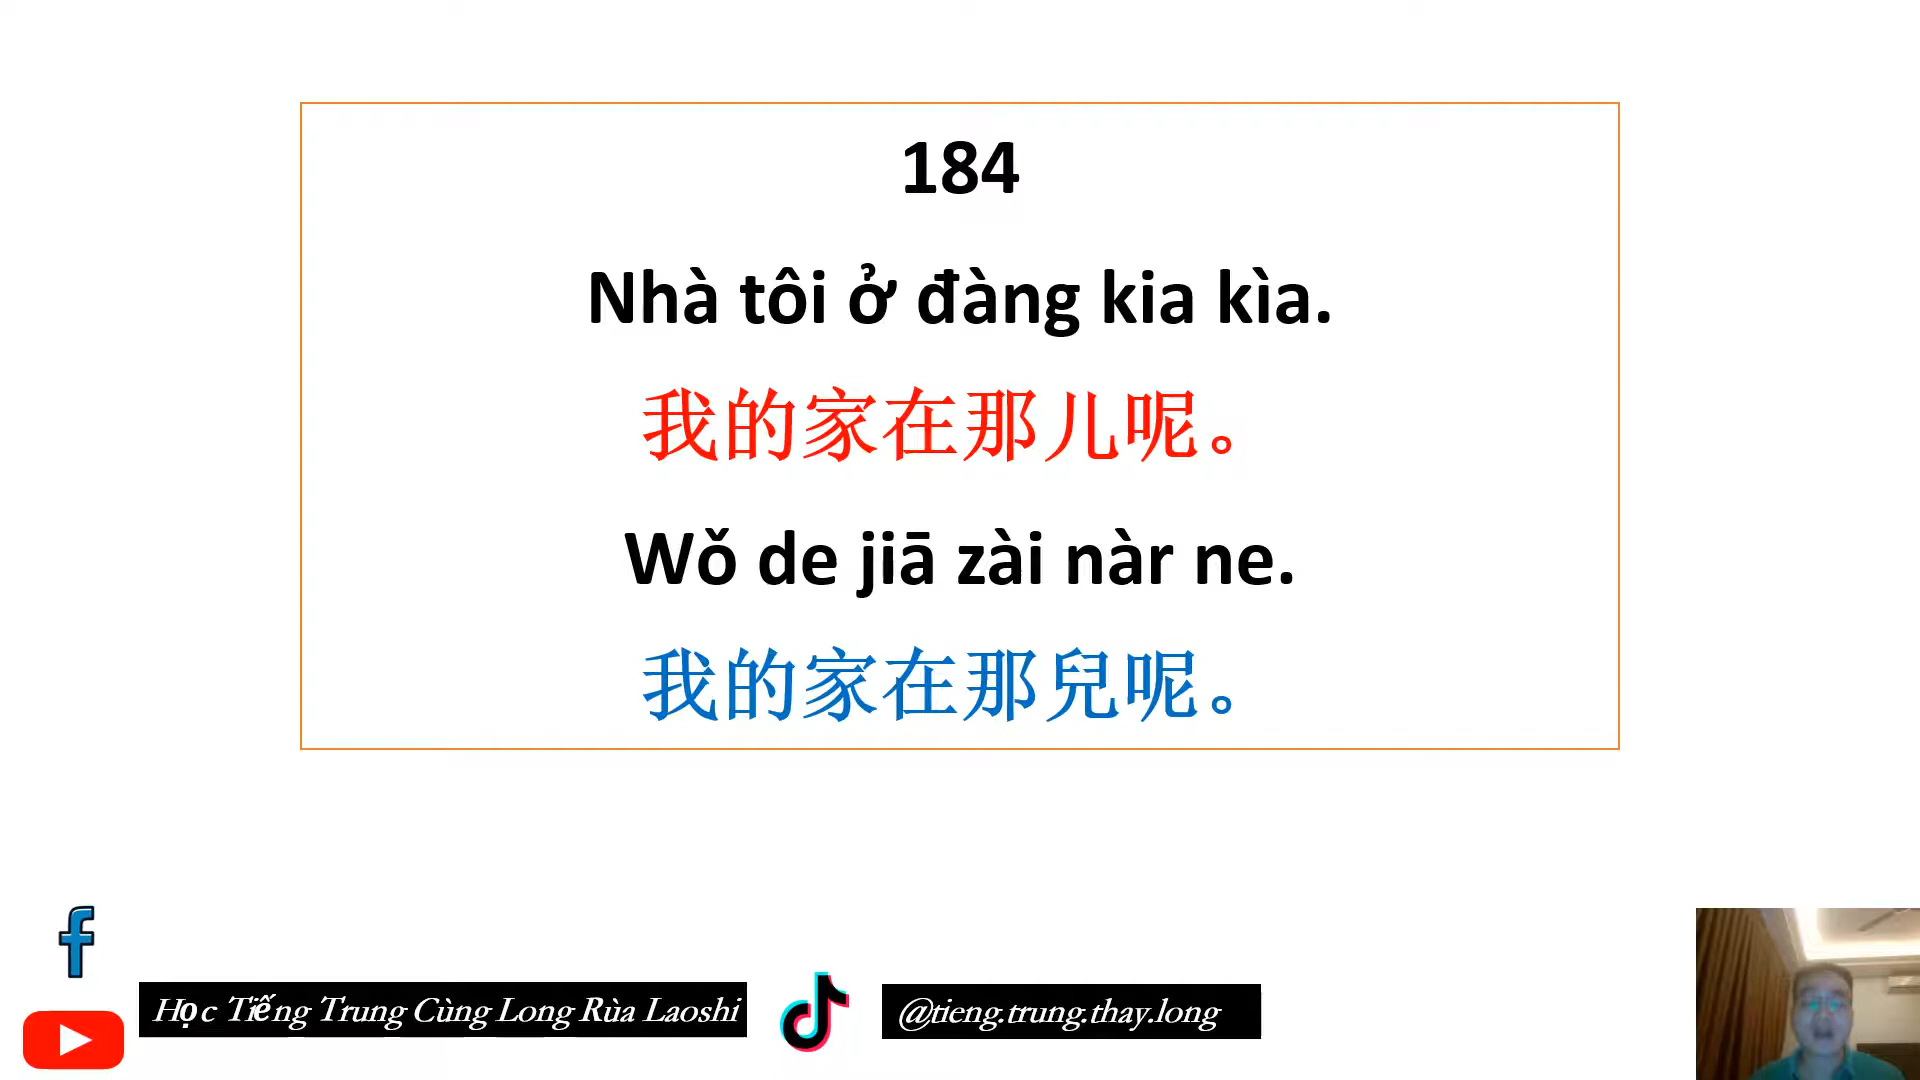 184
Nhà tôi ở đàng kia kìa.
我的家在那儿呢。
Wǒ de jiā zài nàr ne.
我的家在那兒呢。
Học Tiếng Trung Cùng Long Rùa Laoshi
@tieng.trung.thay.long